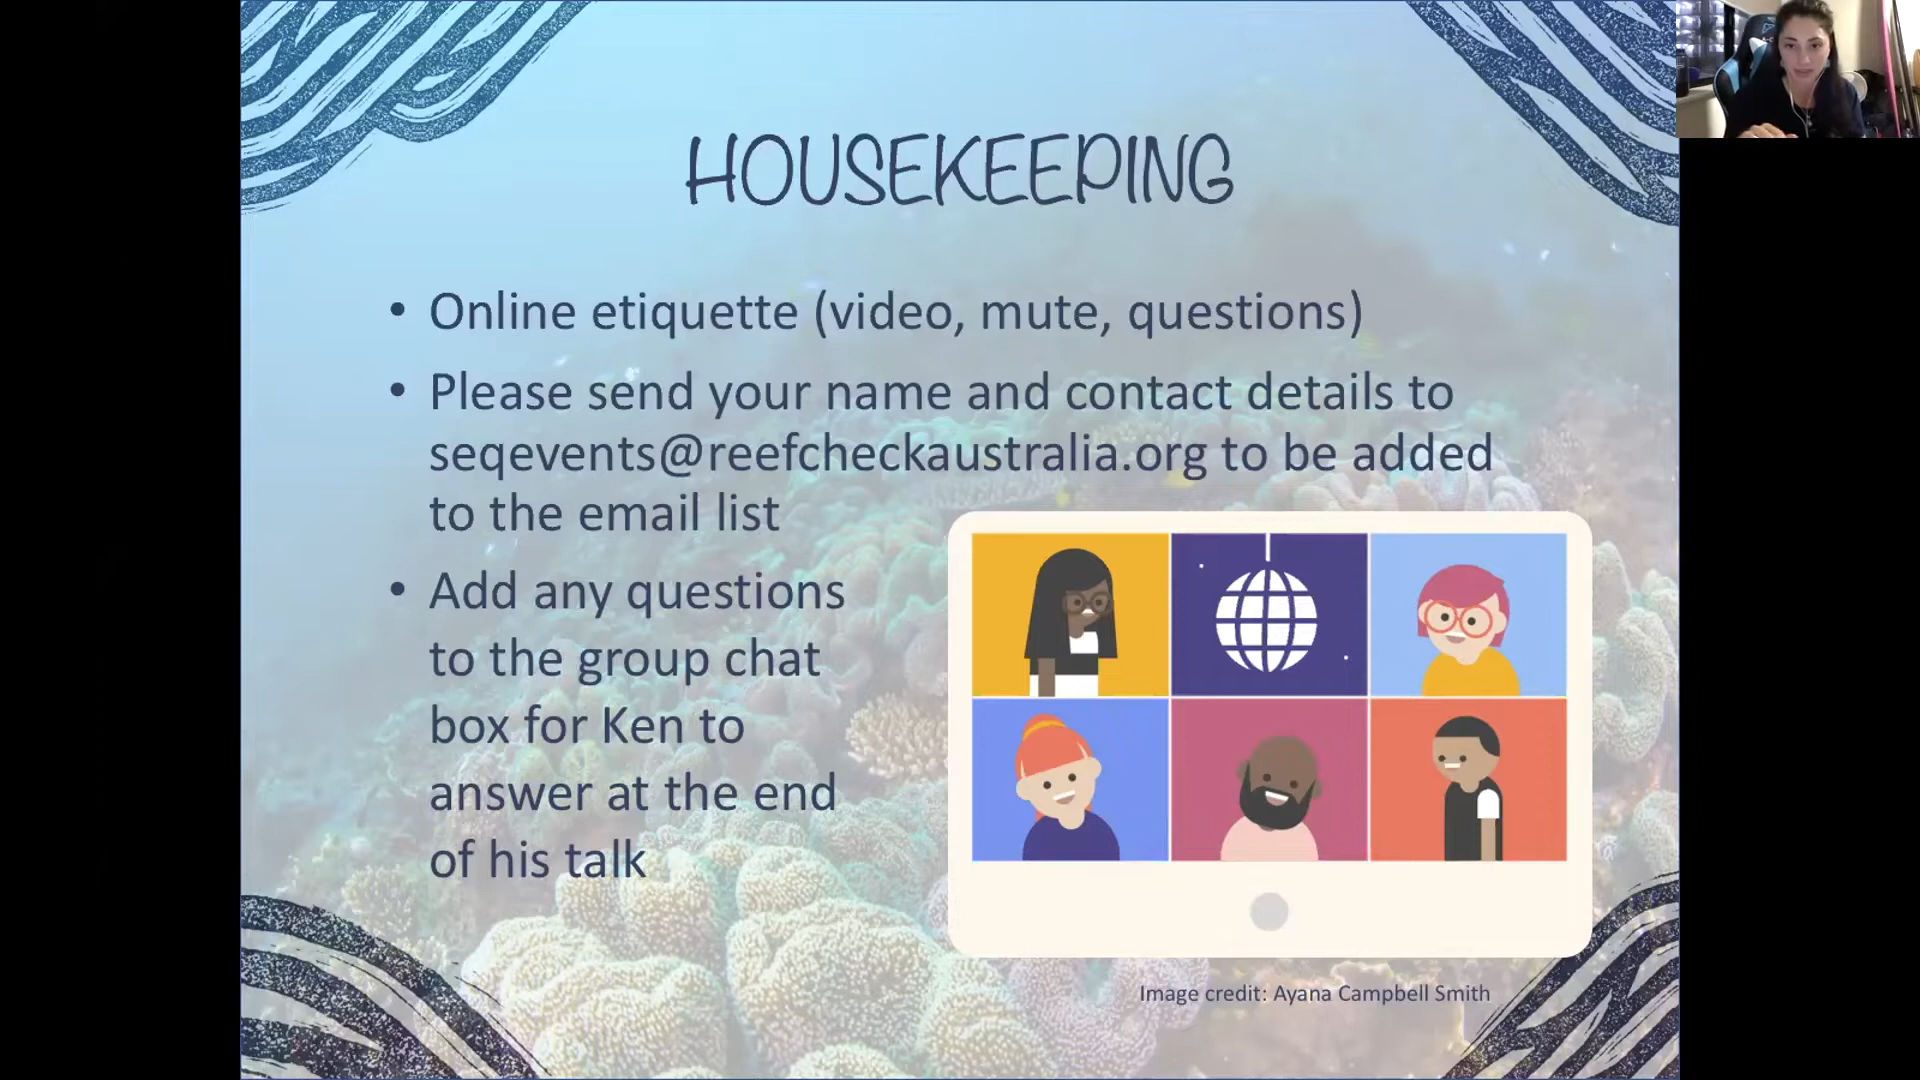 HOUSEKEEPING
• Online etiquette (video, mute, questions)
• Please send your name and contact details to
seqevents@reefcheckaustralia.org to be added
to the email list
• Add any questions
to the group chat
box for Ken to
answer at the end
of his talk
Image credit: Ayana Campbell Smith